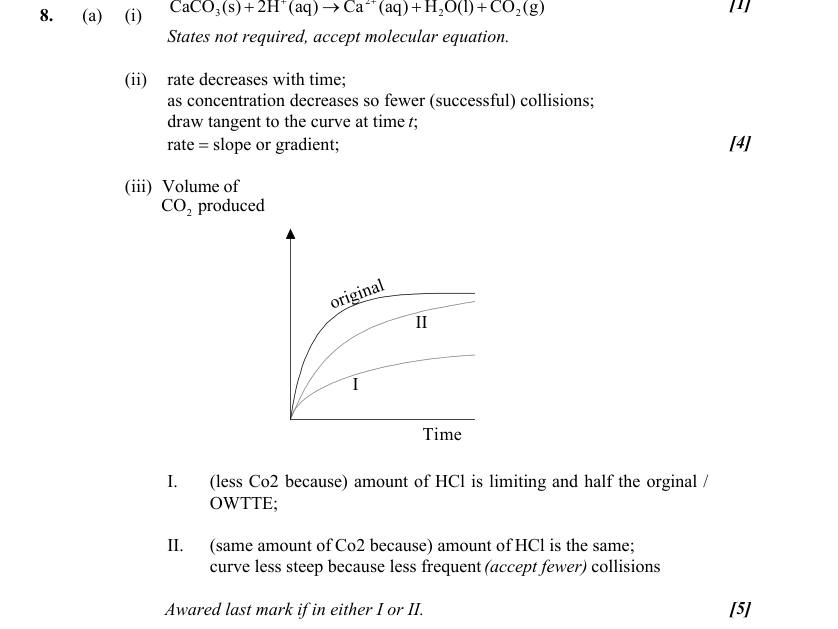 8. (a) (i) CaCO₃(s) + 2H⁺(aq) → Ca²⁺(aq) + H₂O(l) + CO₂(g) [1]
States not required, accept molecular equation.
(ii) rate decreases with time;
as concentration decreases so fewer (successful) collisions;
draw tangent to the curve at time t;
rate = slope or gradient; [4]
(iii) Volume of
CO₂ produced
original
II
I
Time
I. (less Co2 because) amount of HCl is limiting and half the orginal /
OWTTE;
II. (same amount of Co2 because) amount of HCl is the same;
curve less steep because less frequent (accept fewer) collisions
Awared last mark if in either I or II. [5]